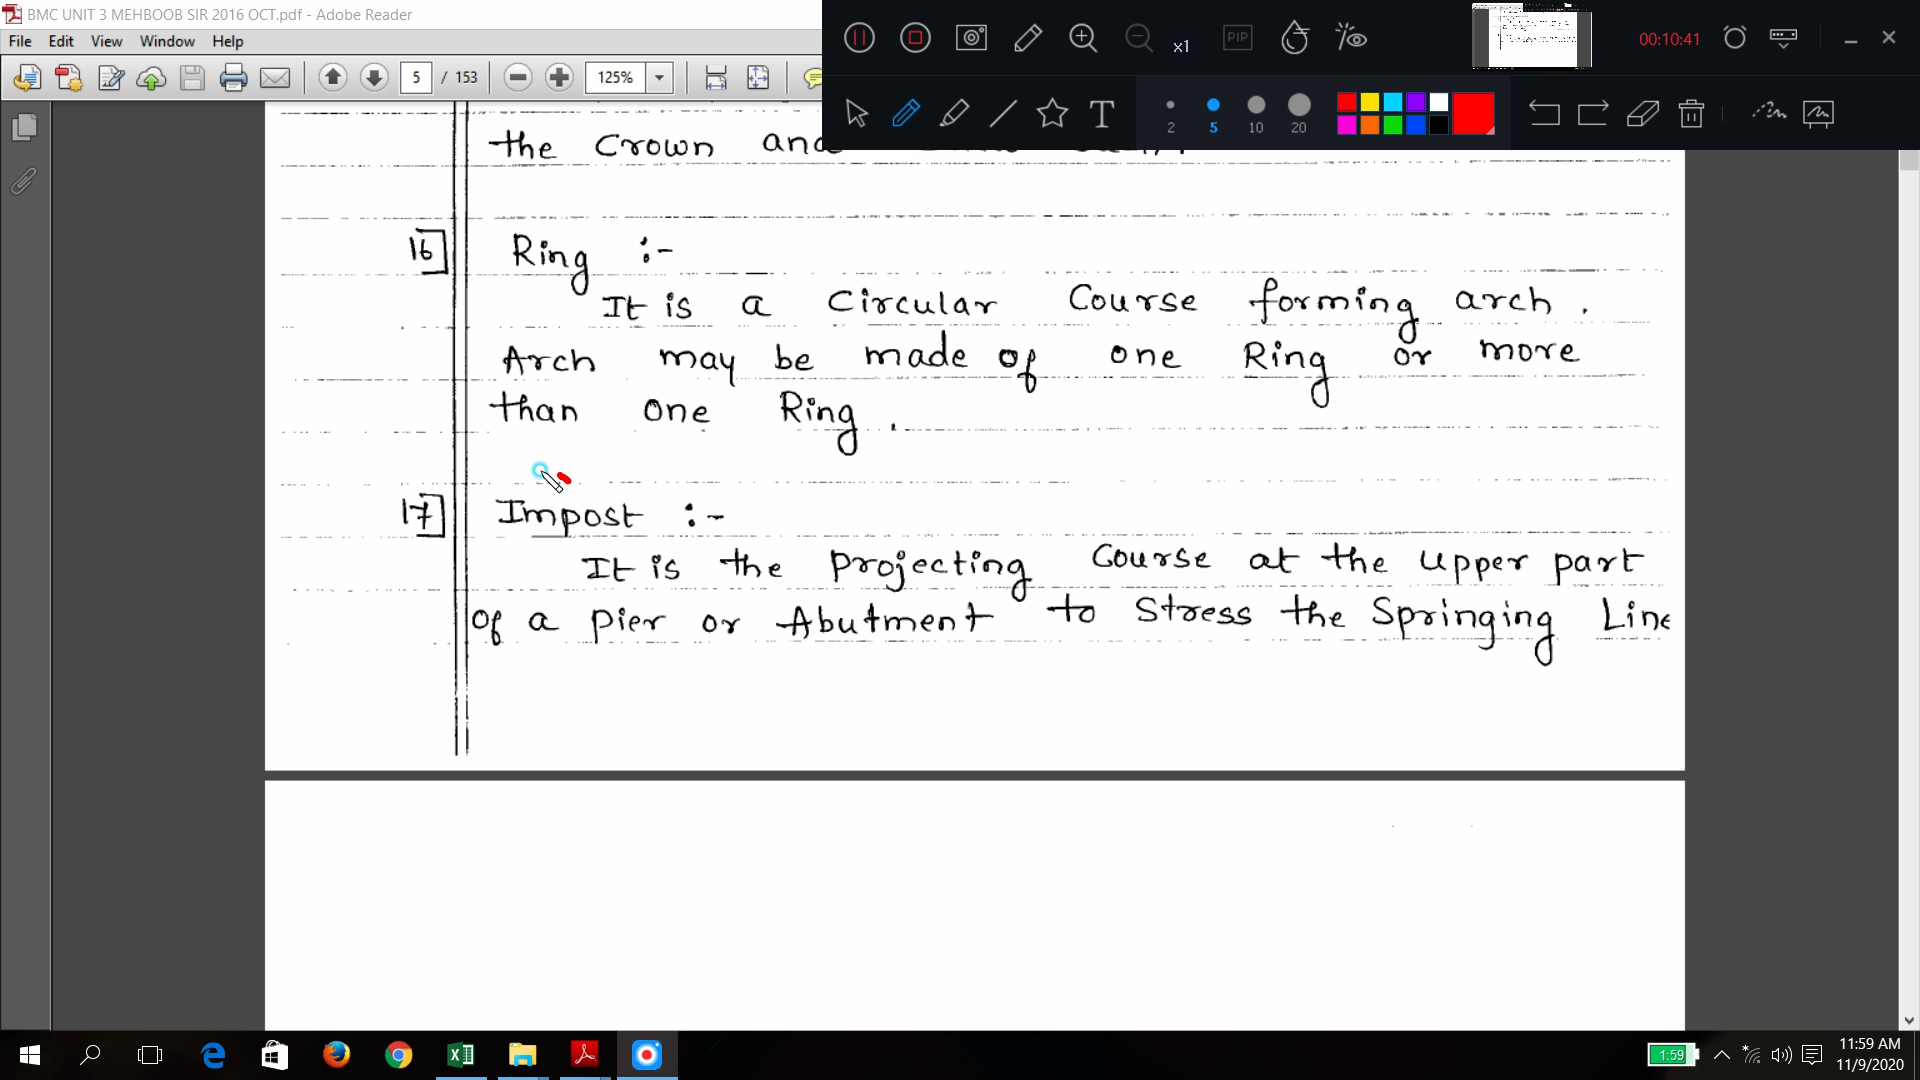 BMC UNIT 3 MEHBOOB SIR 2016 OCT.pdf - Adobe Reader
File Edit View Window Help
5 / 153 125%
x1 PIP 00:10:41
T 2 5 10 20
the Crown and
16 Ring :-
It is a Circular Course forming arch.
Arch may be made of one Ring or more
than one Ring.
17 Impost :-
It is the Projecting Course at the upper part
of a pier or Abutment to Stress the Springing Line
1:59 11:59 AM
11/9/2020